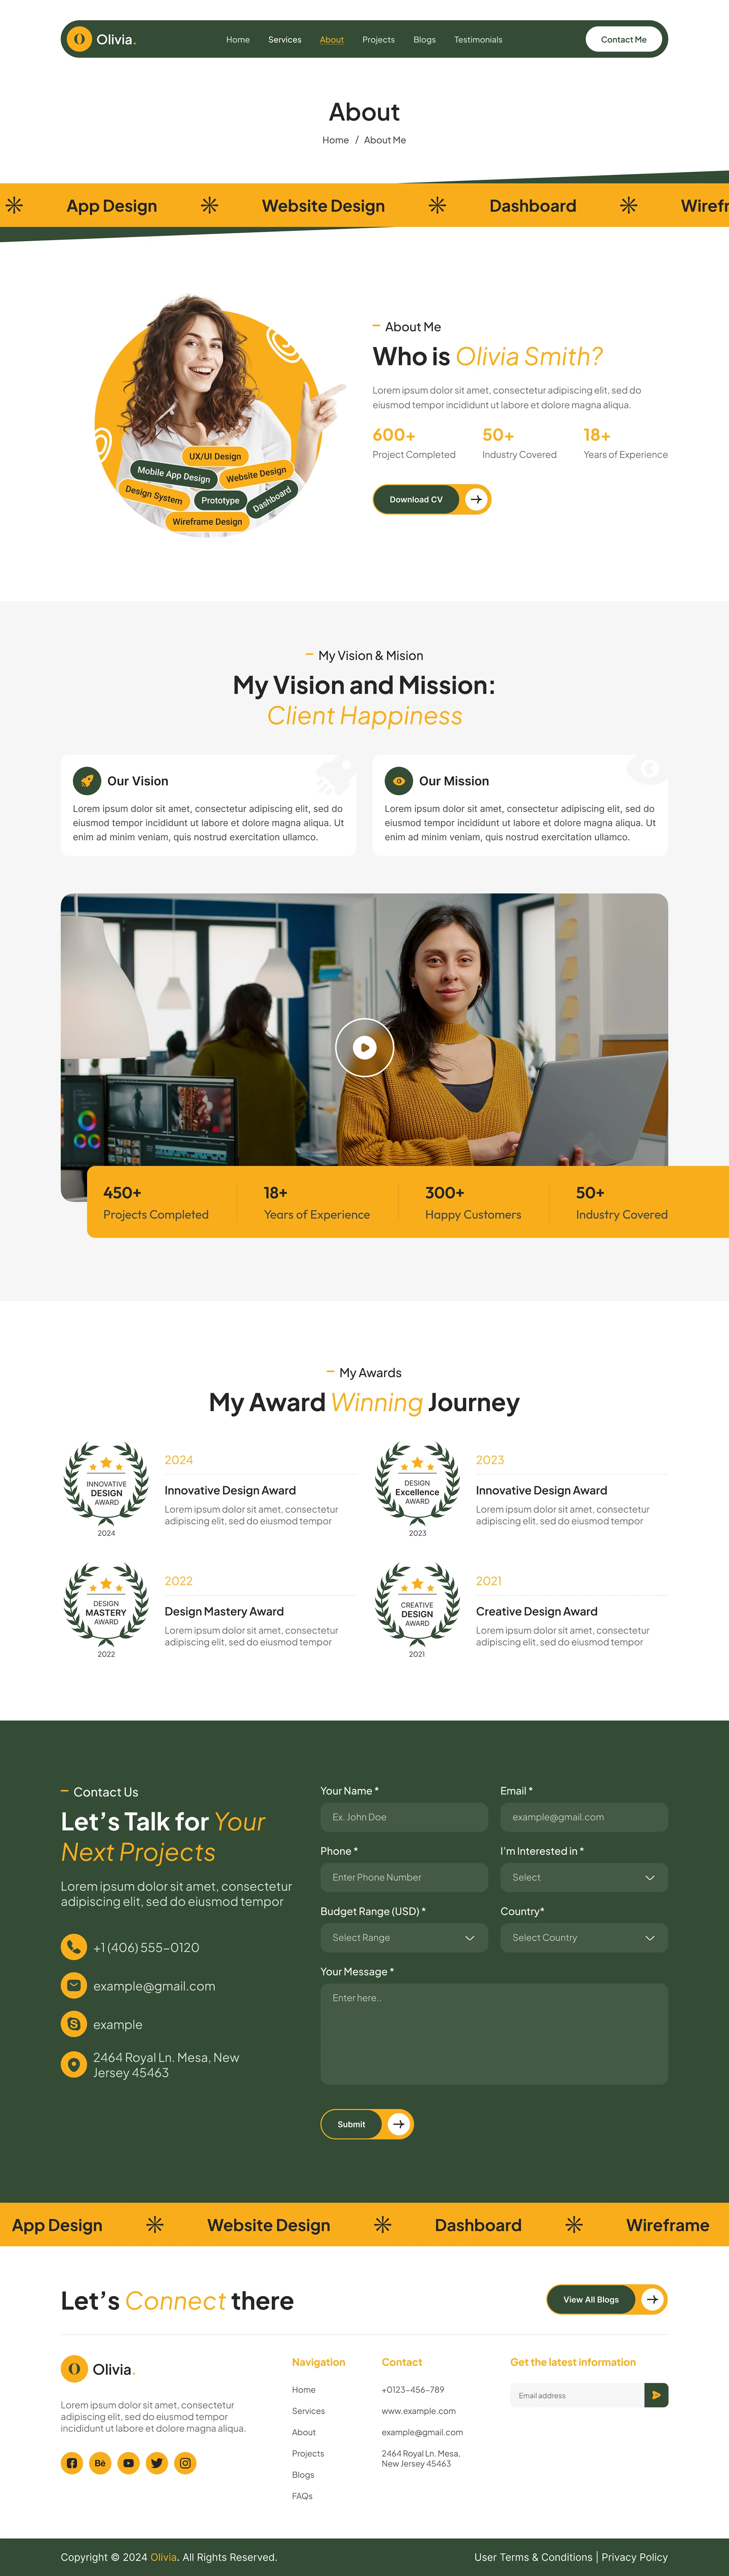 Olivia.
Home Services About Projects Blogs Testimonials
Contact Me
About
Home / About Me
App Design Website Design Dashboard Wirefr
About Me
Who is Olivia Smith?
Lorem ipsum dolor sit amet, consectetur adipiscing elit, sed do
eiusmod tempor incididunt ut labore et dolore magna aliqua.
600+ 50+ 18+
Project Completed Industry Covered Years of Experience
Download CV
UX/UI Design
Mobile App Design Website Design
Design System Prototype Dashboard
Wireframe Design
My Vision & Mision
My Vision and Mission:
Client Happiness
Our Vision
Lorem ipsum dolor sit amet, consectetur adipiscing elit, sed do
eiusmod tempor incididunt ut labore et dolore magna aliqua. Ut
enim ad minim veniam, quis nostrud exercitation ullamco.
Our Mission
Lorem ipsum dolor sit amet, consectetur adipiscing elit, sed do
eiusmod tempor incididunt ut labore et dolore magna aliqua. Ut
enim ad minim veniam, quis nostrud exercitation ullamco.
450+ 18+ 300+ 50+
Projects Completed Years of Experience Happy Customers Industry Covered
My Awards
My Award Winning Journey
INNOVATIVE
DESIGN
AWARD
2024
2024
Innovative Design Award
Lorem ipsum dolor sit amet, consectetur
adipiscing elit, sed do eiusmod tempor
DESIGN
Excellence
AWARD
2023
2023
Innovative Design Award
Lorem ipsum dolor sit amet, consectetur
adipiscing elit, sed do eiusmod tempor
DESIGN
MASTERY
AWARD
2022
2022
Design Mastery Award
Lorem ipsum dolor sit amet, consectetur
adipiscing elit, sed do eiusmod tempor
CREATIVE
DESIGN
AWARD
2021
2021
Creative Design Award
Lorem ipsum dolor sit amet, consectetur
adipiscing elit, sed do eiusmod tempor
Contact Us
Let's Talk for Your
Next Projects
Lorem ipsum dolor sit amet, consectetur
adipiscing elit, sed do eiusmod tempor
+1 (406) 555-0120
example@gmail.com
example
2464 Royal Ln. Mesa, New
Jersey 45463
Your Name * Email *
Ex. John Doe example@gmail.com
Phone * I'm Interested in *
Enter Phone Number Select
Budget Range (USD) * Country*
Select Range Select Country
Your Message *
Enter here..
Submit
App Design Website Design Dashboard Wireframe
Let's Connect there
View All Blogs
Olivia.
Lorem ipsum dolor sit amet, consectetur
adipiscing elit, sed do eiusmod tempor
incididunt ut labore et dolore magna aliqua.
Bē
Navigation
Home
Services
About
Projects
Blogs
FAQs
Contact
+0123-456-789
www.example.com
example@gmail.com
2464 Royal Ln. Mesa,
New Jersey 45463
Get the latest information
Email address
Copyright © 2024 Olivia. All Rights Reserved.
User Terms & Conditions | Privacy Policy